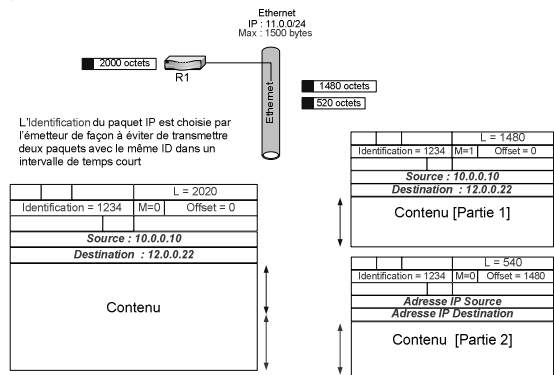 Ethernet
IP : 11.0.0/24
Max : 1500 bytes
2000 octets
R1
Ethernet
1480 octets
520 octets
L'Identification du paquet IP est choisie par
l'émetteur de façon à éviter de transmettre
deux paquets avec le même ID dans un
intervalle de temps court
L = 2020
Identification = 1234 M=0 Offset = 0
Source : 10.0.0.10
Destination : 12.0.0.22
Contenu
L = 1480
Identification = 1234 M=1 Offset = 0
Source : 10.0.0.10
Destination : 12.0.0.22
Contenu [Partie 1]
L = 540
Identification = 1234 M=0 Offset = 1480
Adresse IP Source
Adresse IP Destination
Contenu [Partie 2]